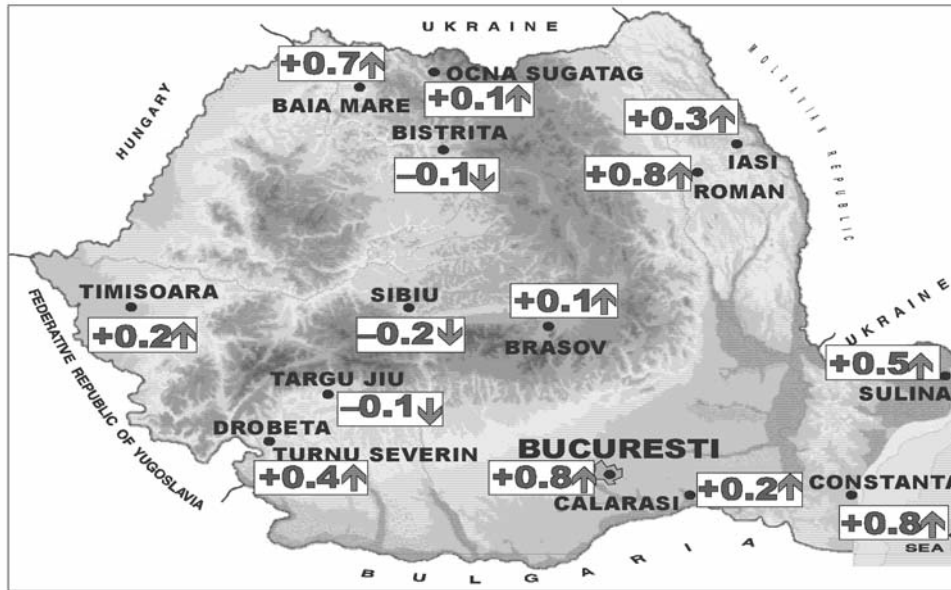 UKRAINE
+0.7↑
OCNA SUGATAG
BAIA MARE
+0.1↑
HUNGARY
BISTRITA
–0.1↓
MOLDAVIAN REPUBLIC
+0.3↑
IASI
+0.8↑
ROMAN
TIMISOARA
+0.2↑
SIBIU
–0.2↓
+0.1↑
BRASOV
UKRAINE
+0.5↑
SULINA
FEDERATIVE REPUBLIC OF YUGOSLAVIA
TARGU JIU
–0.1↓
DROBETA
TURNU SEVERIN
+0.4↑
BUCURESTI
+0.8↑
CALARASI
+0.2↑
CONSTANTA
+0.8↑
SEA
BULGARIA